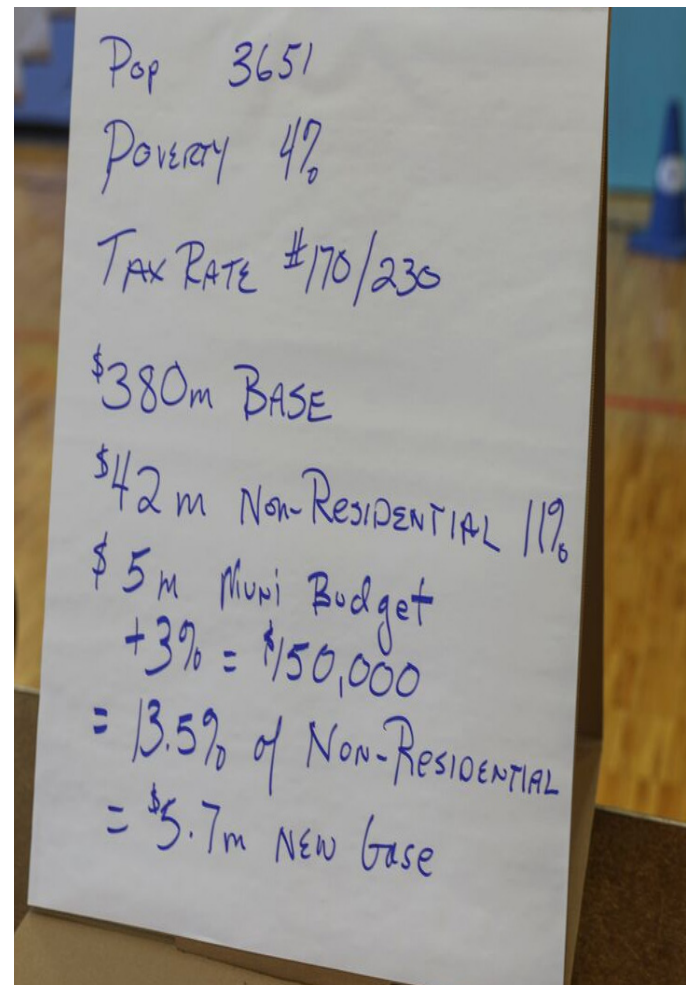 Pop 3651
POVERTY 4%
TAX RATE $170/230
$380m BASE
$42m NON-RESIDENTIAL 11%
$5m Muni Budget
+3% = $150,000
= 13.5% of NON-RESIDENTIAL
= $5.7m NEW base